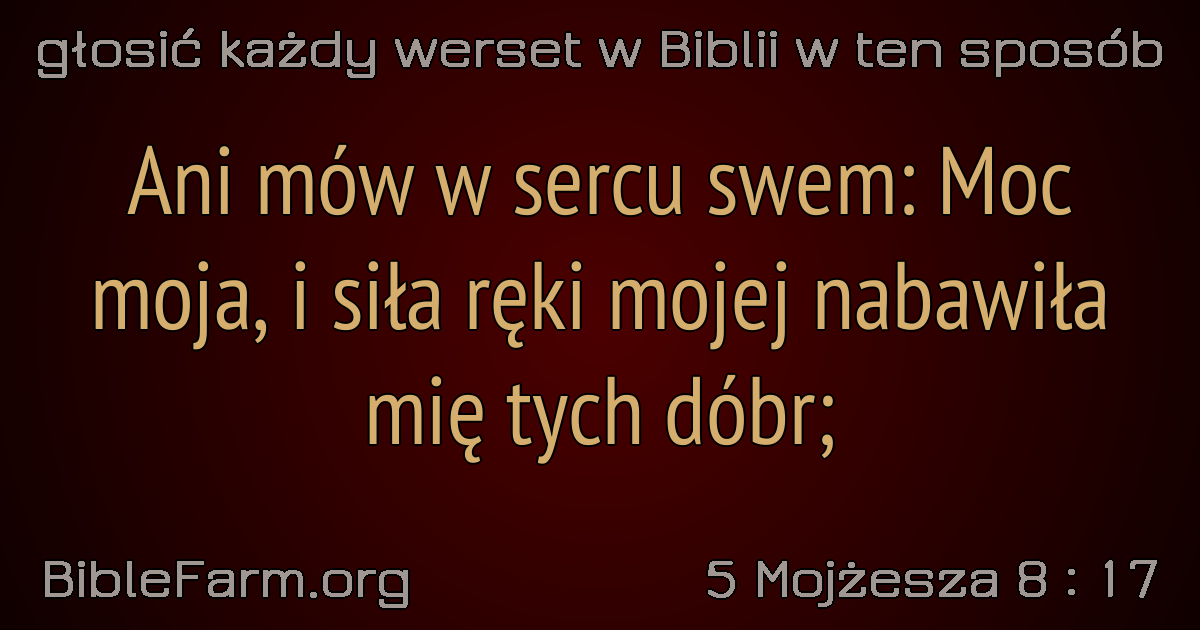 głosić każdy werset w Biblii w ten sposób
Ani mów w sercu swem: Moc
moja, i siła ręki mojej nabawiła
mię tych dóbr;
BibleFarm.org
5 Mojżesza 8 : 17